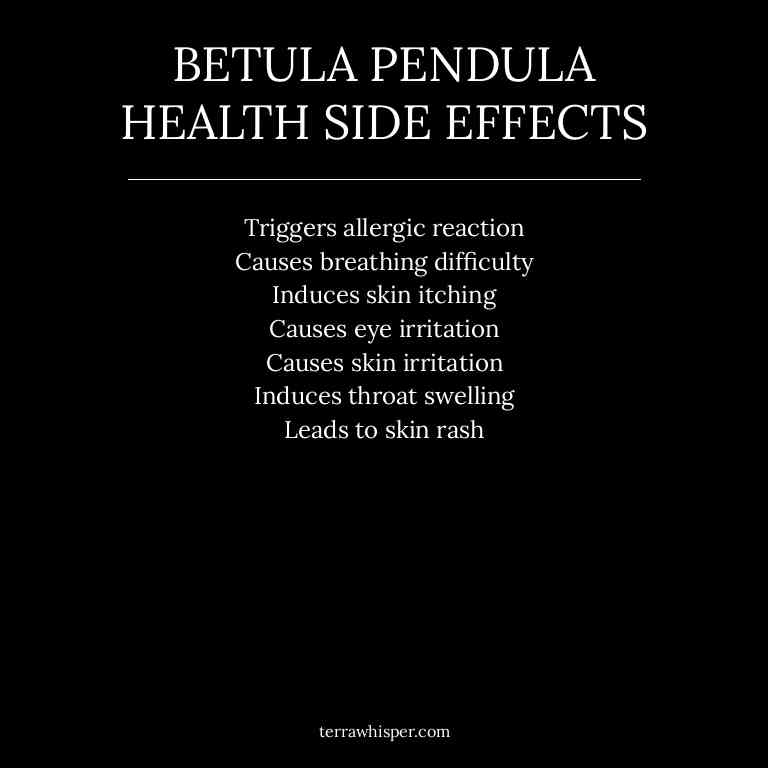 BETULA PENDULA
HEALTH SIDE EFFECTS
Triggers allergic reaction
Causes breathing difficulty
Induces skin itching
Causes eye irritation
Causes skin irritation
Induces throat swelling
Leads to skin rash
terrawhisper.com